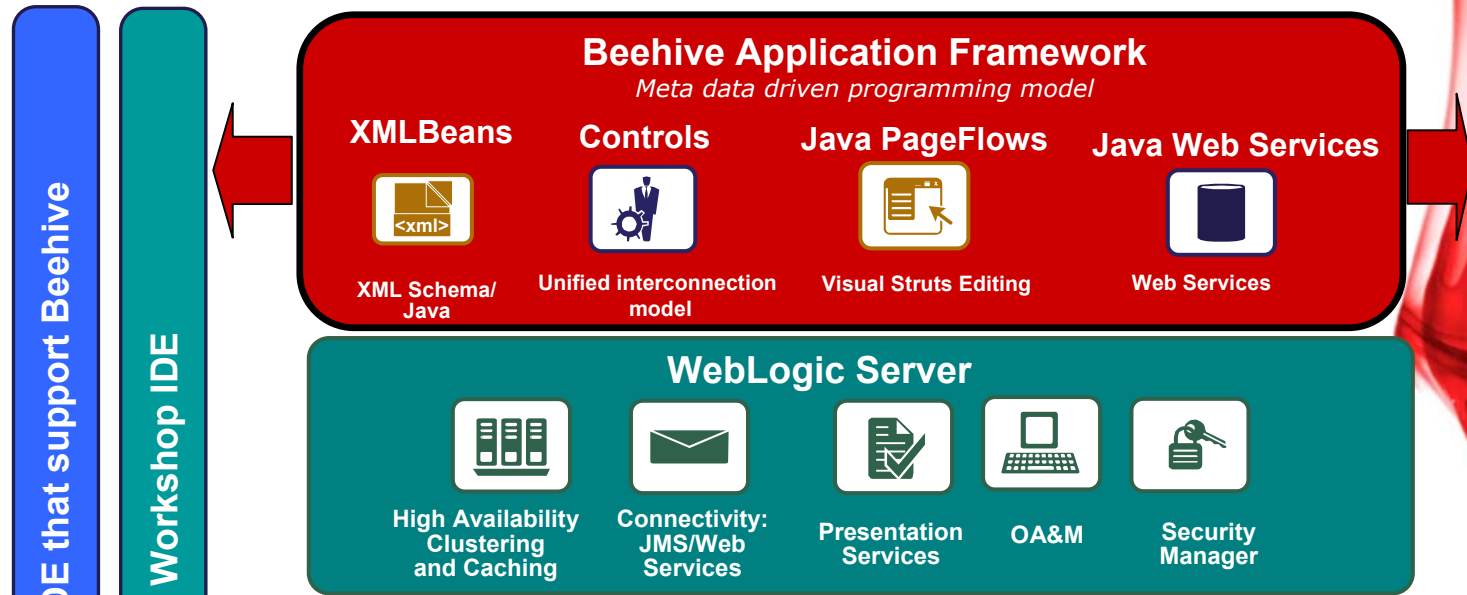 DE that support Beehive
Workshop IDE
Beehive Application Framework
Meta data driven programming model
XMLBeans
<xml>
XML Schema/
Java
Controls
Unified interconnection
model
Java PageFlows
Visual Struts Editing
Java Web Services
Web Services
WebLogic Server
High Availability
Clustering
and Caching
Connectivity:
JMS/Web
Services
Presentation
Services
OA&M
Security
Manager